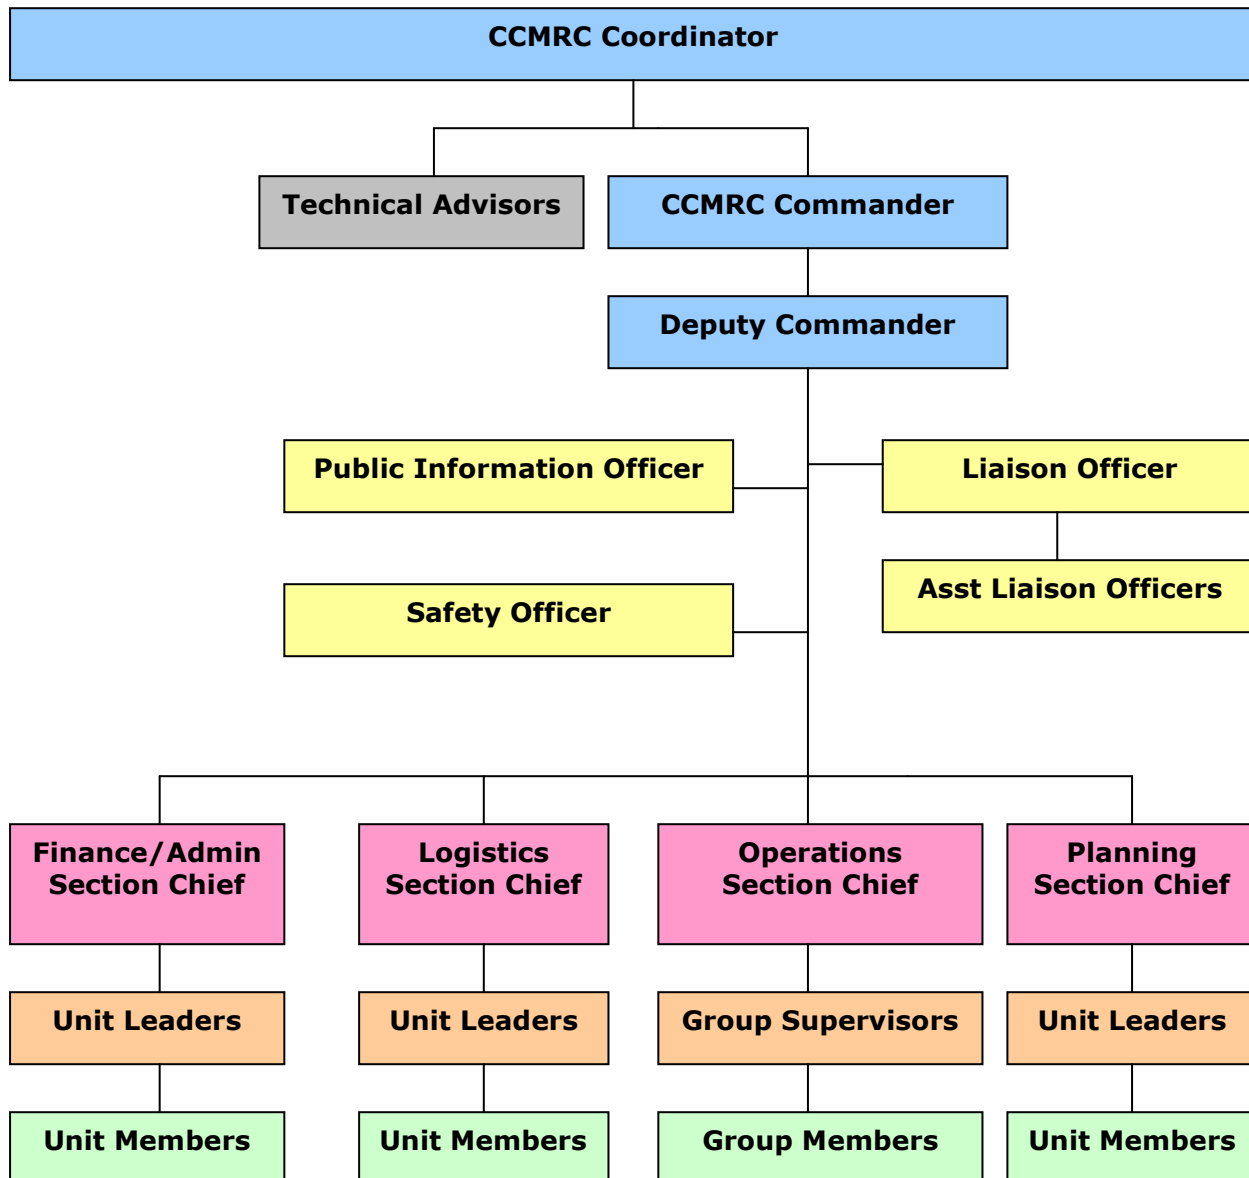 CCMRC Coordinator
Technical Advisors
CCMRC Commander
Deputy Commander
Public Information Officer
Liaison Officer
Asst Liaison Officers
Safety Officer
Finance/Admin
Section Chief
Logistics
Section Chief
Operations
Section Chief
Planning
Section Chief
Unit Leaders
Unit Leaders
Group Supervisors
Unit Leaders
Unit Members
Unit Members
Group Members
Unit Members